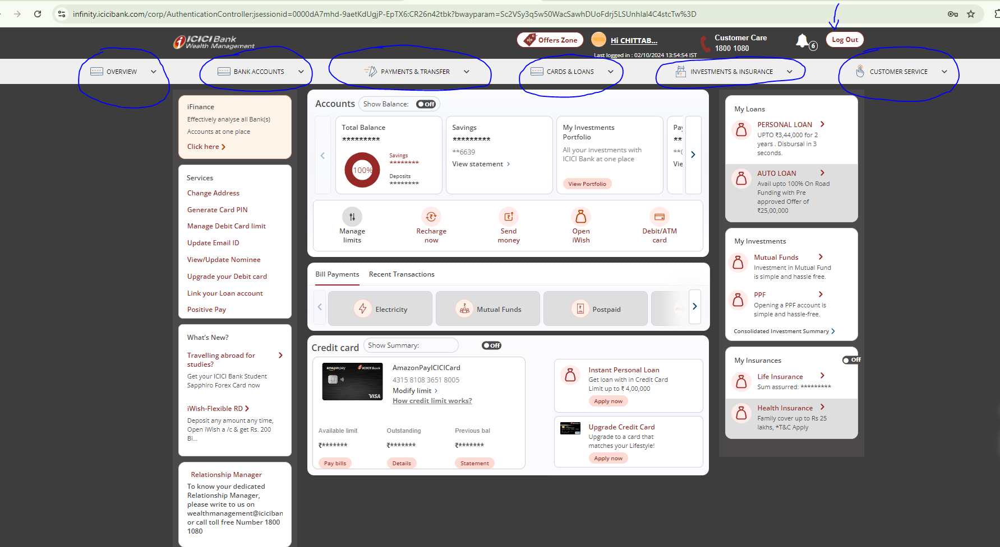 infinity.icicibank.com/corp/AuthenticationController;jsessionid=0000dA7mhd-9aetKdUgjP-EpTX6:CR26n42tbk?bwayparam=Sc2VSy3q5w50WacSawhDUoFdrj5LSUnhIaI4C4stcTw%3D
ICICI Bank
Wealth Management
Offers Zone
Hi CHITTAB...
Last logged in : 02/10/2024 13:54:54 IST
Customer Care
1800 1080
6
Log Out
OVERVIEW
BANK ACCOUNTS
PAYMENTS & TRANSFER
CARDS & LOANS
INVESTMENTS & INSURANCE
CUSTOMER SERVICE
iFinance
Effectively analyse all Bank(s)
Accounts at one place
Click here
Services
Change Address
Generate Card PIN
Manage Debit Card limit
Update Email ID
View/Update Nominee
Upgrade your Debit card
Link your Loan account
Positive Pay
What's New?
Travelling abroad for
studies?
Get your ICICI Bank Student
Sapphiro Forex Card now
iWish-Flexible RD
Deposit any amount any time,
Open iWish a /c & get Rs. 200
Bi...
Relationship Manager
To know your dedicated
Relationship Manager,
please write to us on
wealthmanagement@iciciban
or call toll free Number 1800
1080
Accounts
Show Balance:
Off
Total Balance
*********
100%
Savings
********
Deposits
********
Savings
*********
**6639
View statement
My Investments
Portfolio
All your investments with
ICICI Bank at one place
View Portfolio
Pay
**
Vie
Manage
limits
Recharge
now
Send
money
Open
iWish
Debit/ATM
card
Bill Payments
Recent Transactions
Electricity
Mutual Funds
Postpaid
Credit card
Show Summary:
Off
amazon pay
ICICI Bank
VISA
AmazonPayICICICard
4315 8108 3651 8005
Modify limit
How credit limit works?
Available limit
₹*******
Pay bills
Outstanding
₹*******
Details
Previous bal
₹*******
Statement
Instant Personal Loan
Get loan with in Credit Card
Limit up to ₹ 4,00,000
Apply now
Upgrade Credit Card
Upgrade to a card that
matches your Lifestyle!
Apply now
My Loans
PERSONAL LOAN
UPTO ₹3,44,000 for 2
years . Disbursal in 3
seconds.
AUTO LOAN
Avail upto 100% On Road
Funding with Pre
approved Offer of
₹25,00,000
My Investments
Mutual Funds
Investment in Mutual Fund
is simple and hassle free.
PPF
Opening a PPF account is
simple and hassle-free.
Consolidated Investment Summary
My Insurances
Off
Life Insurance
Sum assurred: *********
Health Insurance
Family cover up to Rs 25
lakhs, *T&C Apply